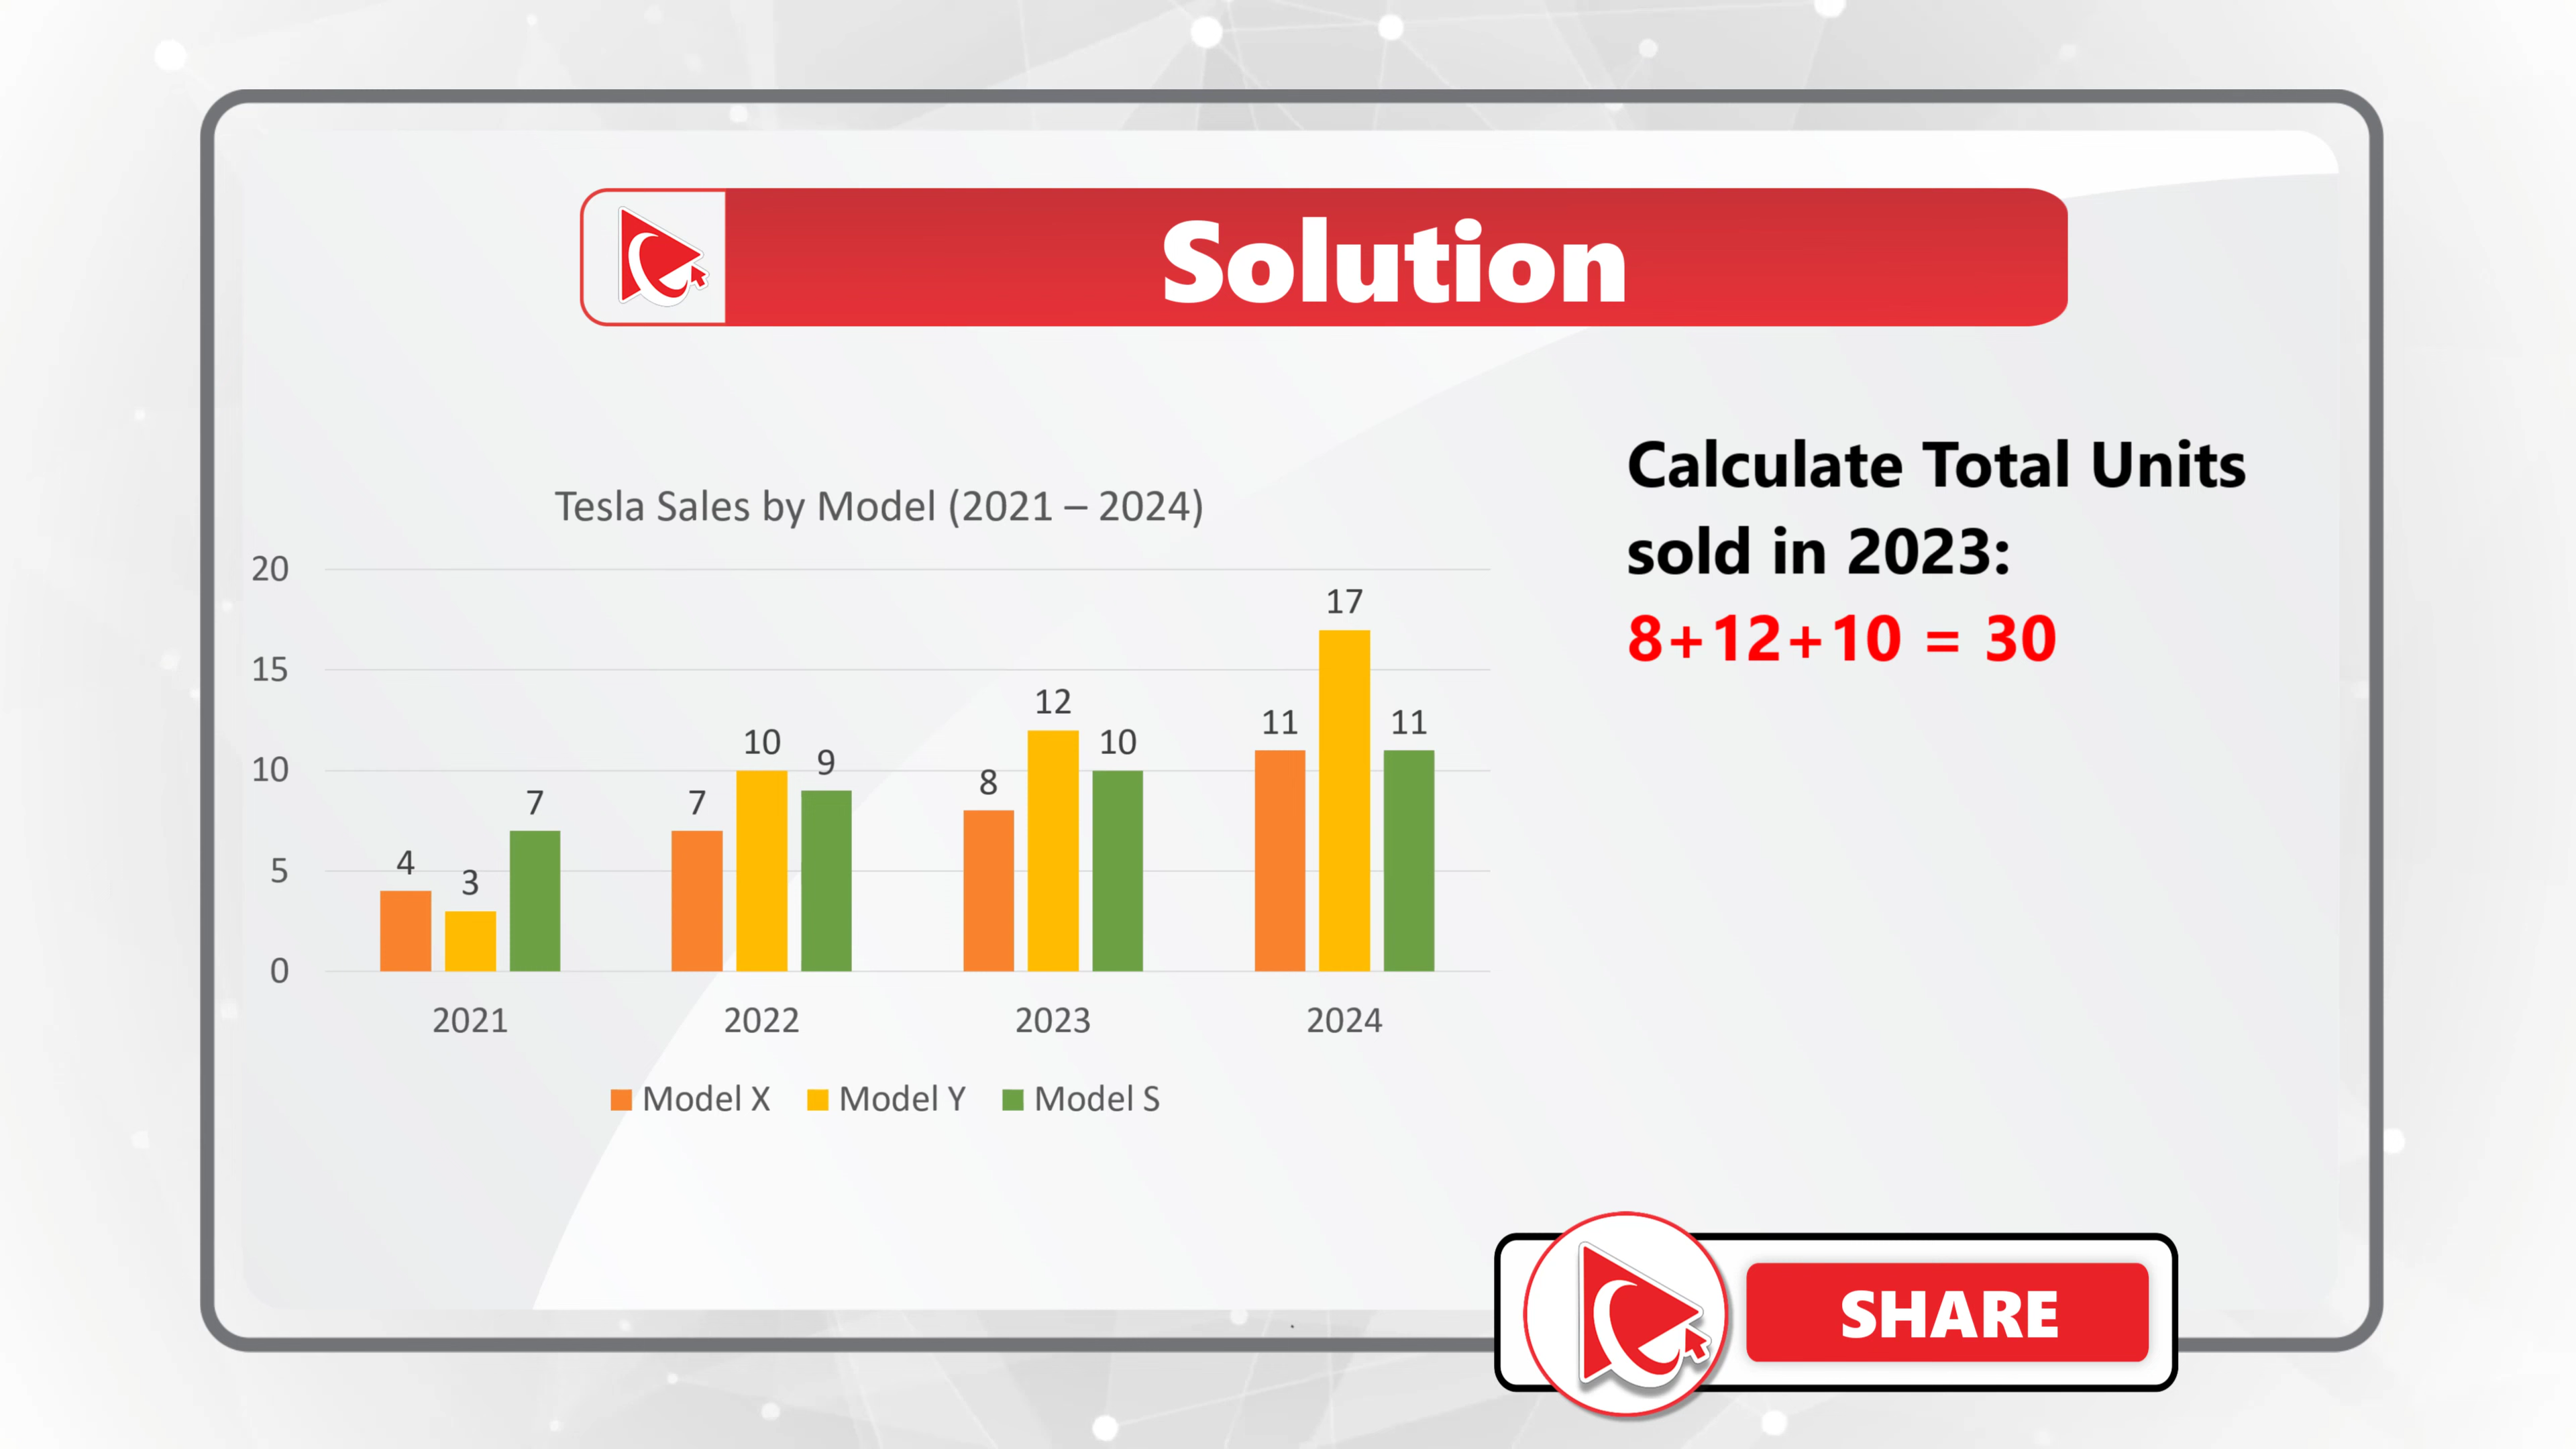 Solution
Calculate Total Units
sold in 2023:
8+12+10 = 30
Tesla Sales by Model (2021 – 2024)
20
15
10
5
0
4
3
7
7
10
9
8
12
10
11
17
11
2021
2022
2023
2024
Model X
Model Y
Model S
SHARE